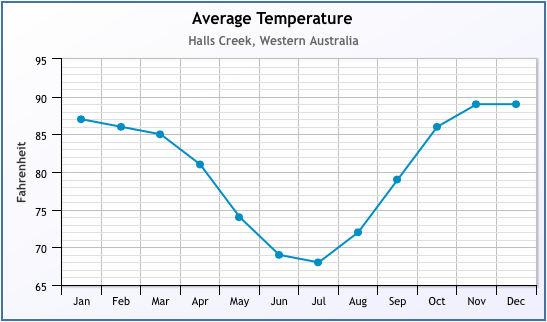 Average Temperature
Halls Creek, Western Australia
Fahrenheit
95
90
85
80
75
70
65
Jan Feb Mar Apr May Jun Jul Aug Sep Oct Nov Dec